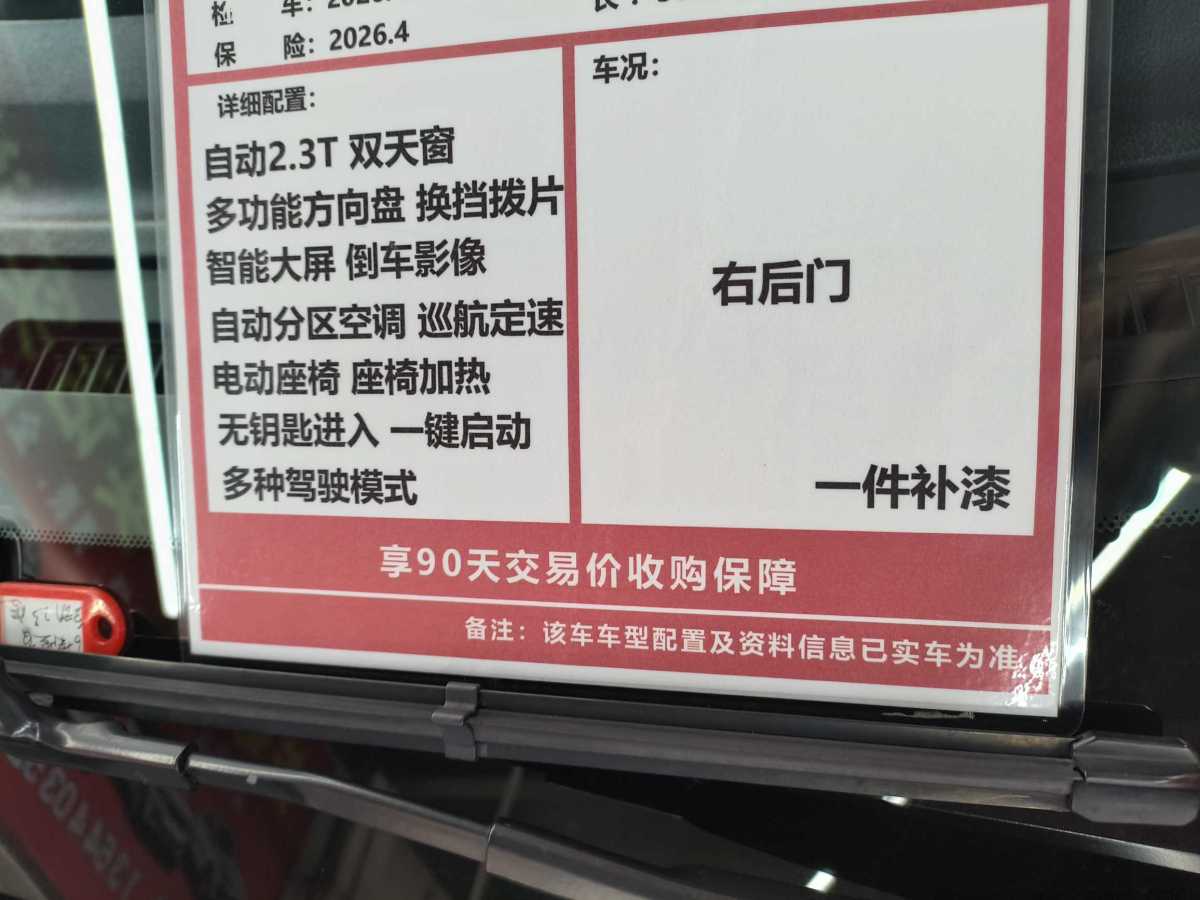 检 车：
保 险：2026.4
详细配置：
自动2.3T 双天窗
多功能方向盘 换挡拨片
智能大屏 倒车影像
自动分区空调 巡航定速
电动座椅 座椅加热
无钥匙进入 一键启动
多种驾驶模式
车况：
右后门
一件补漆
享90天交易价收购保障
备注：该车车型配置及资料信息已实车为准